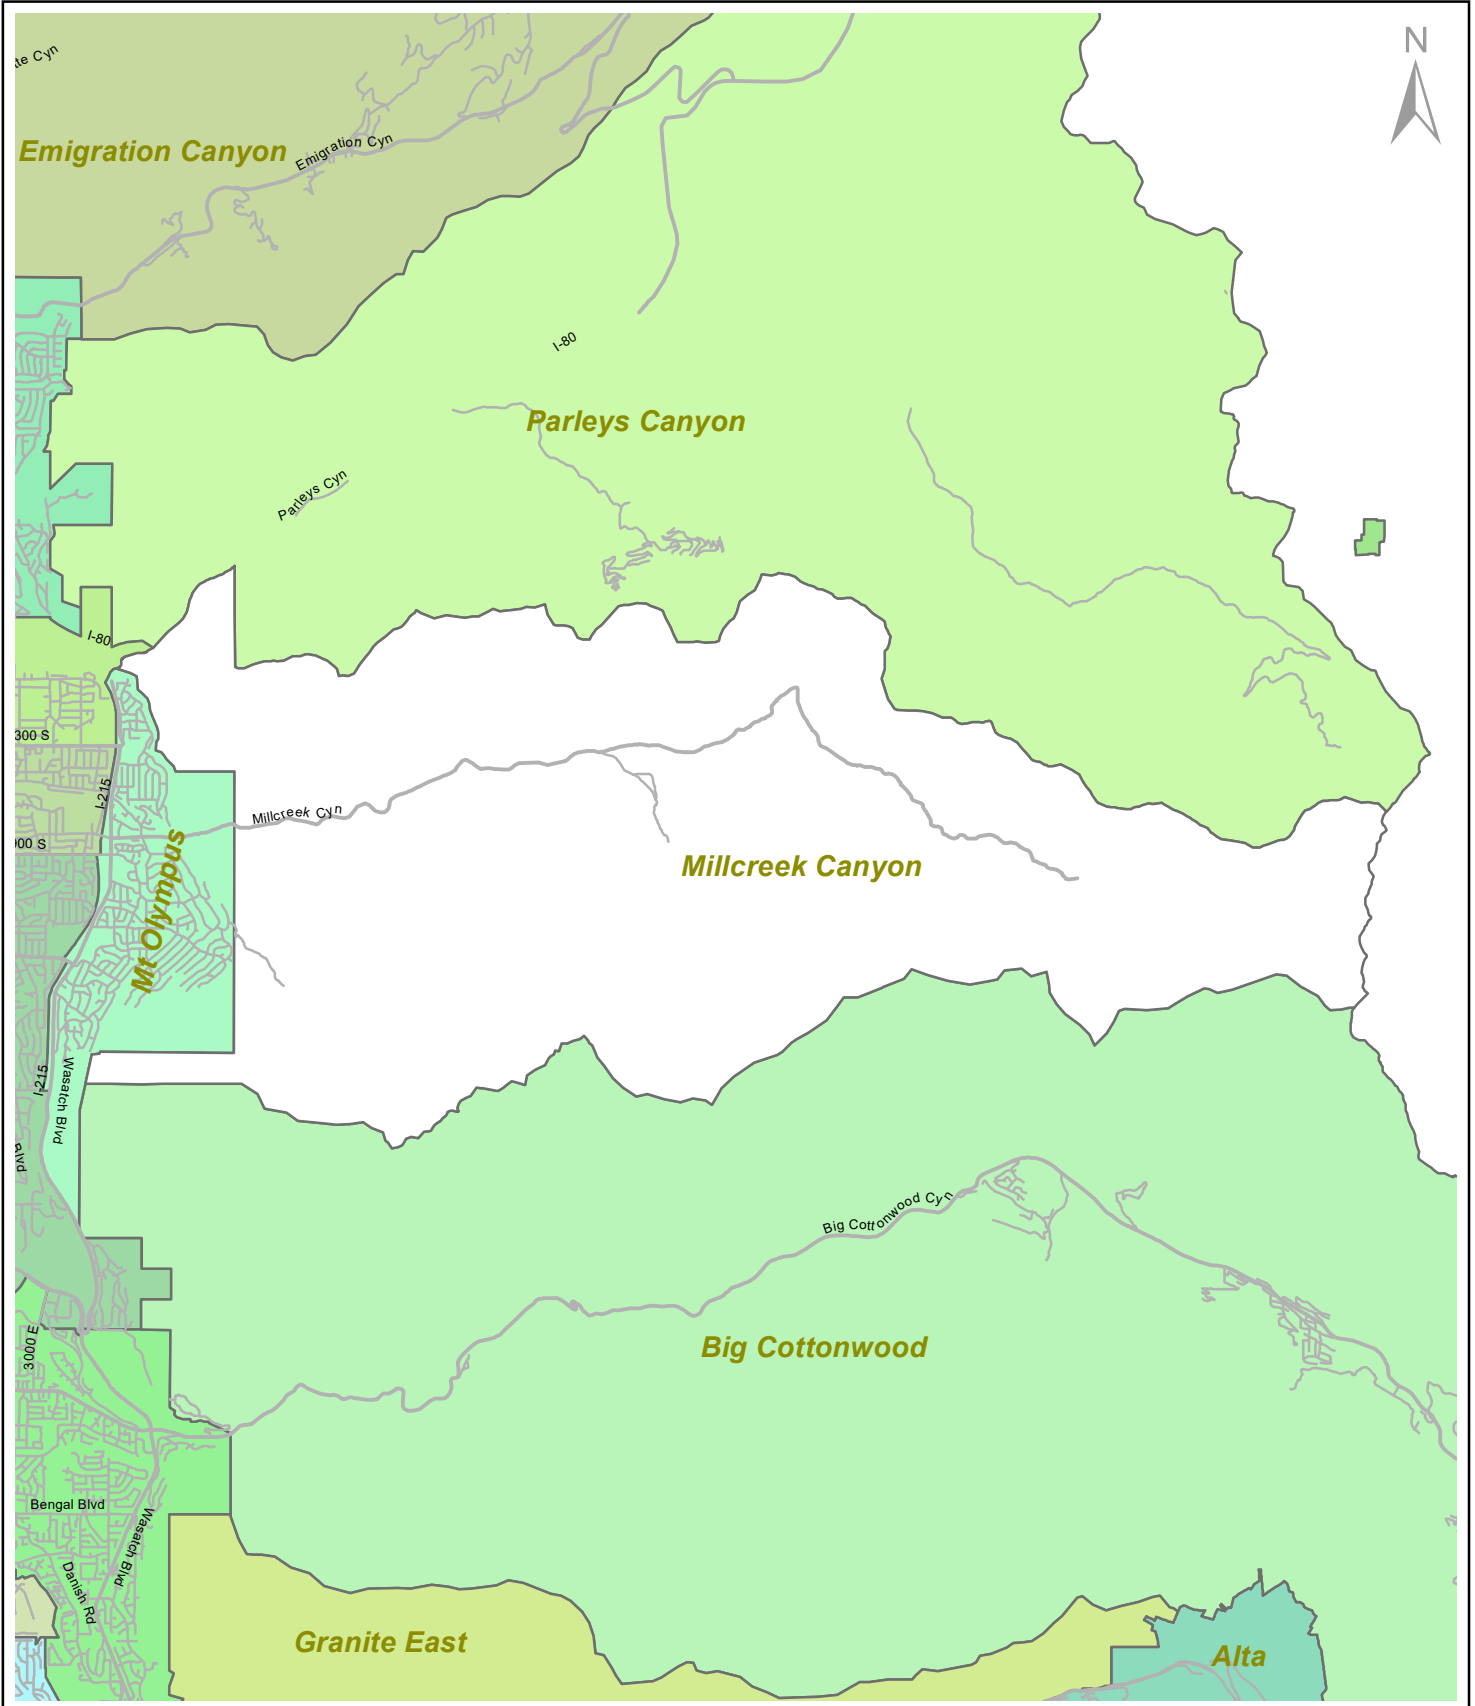 N
tte Cyn
Emigration Canyon
Emigration Cyn
I-80
Parleys Canyon
Parleys Cyn
I-80
300 S
I-215
Millcreek Cyn
900 S
Mt Olympus
Millcreek Canyon
I-215
Wasatch Blvd
Blvd
Big Cottonwood Cyn
3000 E
Big Cottonwood
Bengal Blvd
Wasatch Blvd
Danish Rd
Granite East
Alta